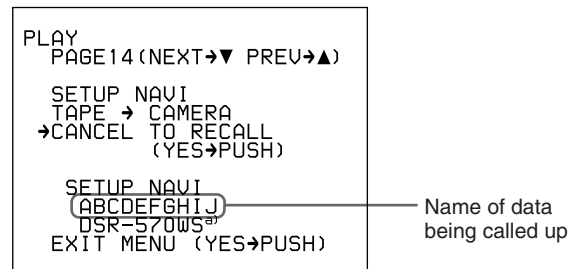 PLAY
PAGE14(NEXT➔▼ PREV➔▲)
SETUP NAVI
TAPE ➔ CAMERA
➔CANCEL TO RECALL
(YES➔PUSH)
SETUP NAVI
ABCDEFGHIJ
DSR-570WSa)
EXIT MENU (YES➔PUSH)
Name of data
being called up